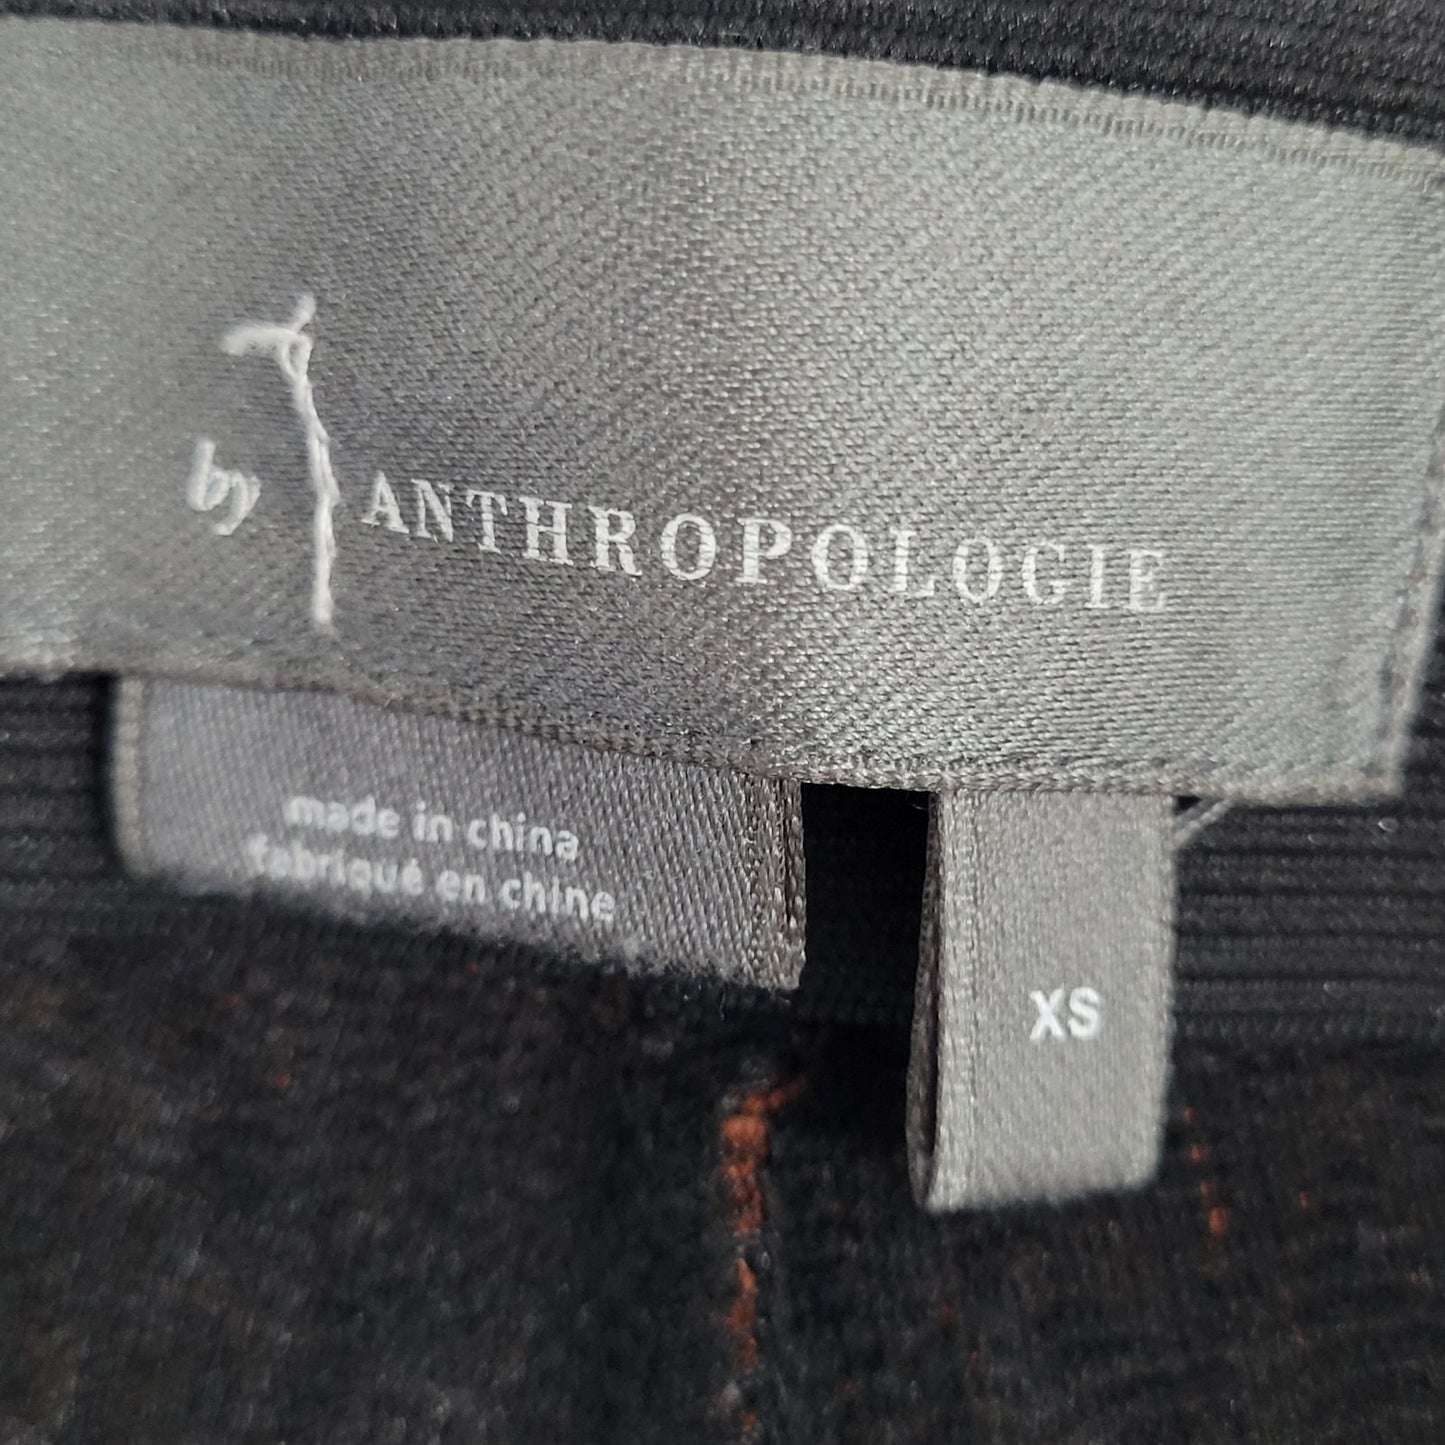 by ANTHROPOLOGIE
made in china
fabriqué en chine
XS